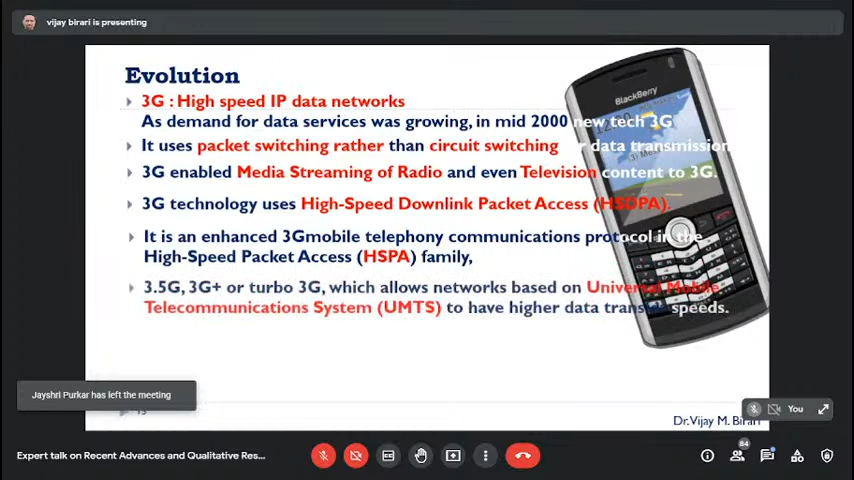 vijay birari is presenting
Evolution
3G : High speed IP data networks
As demand for data services was growing, in mid 2000 new tech 3G
It uses packet switching rather than circuit switching for data transmission
3G enabled Media Streaming of Radio and even Television content to 3G.
3G technology uses High-Speed Downlink Packet Access (HSDPA).
It is an enhanced 3Gmobile telephony communications protocol in the
High-Speed Packet Access (HSPA) family,
3.5G, 3G+ or turbo 3G, which allows networks based on Universal Mobile
Telecommunications System (UMTS) to have higher data transfer speeds.
BlackBerry
Jayshri Purkar has left the meeting
15
You
Dr.Vijay M. Birari
84
Expert talk on Recent Advances and Qualitative Res...